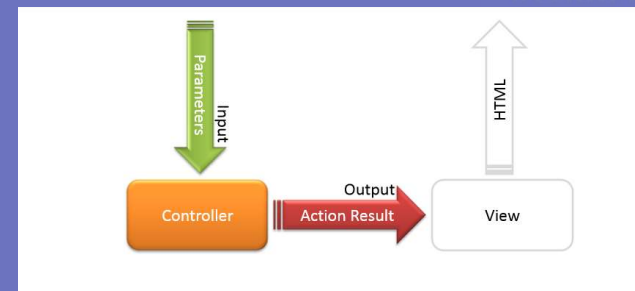 Parameters
Input
HTML
Output
Controller
Action Result
View